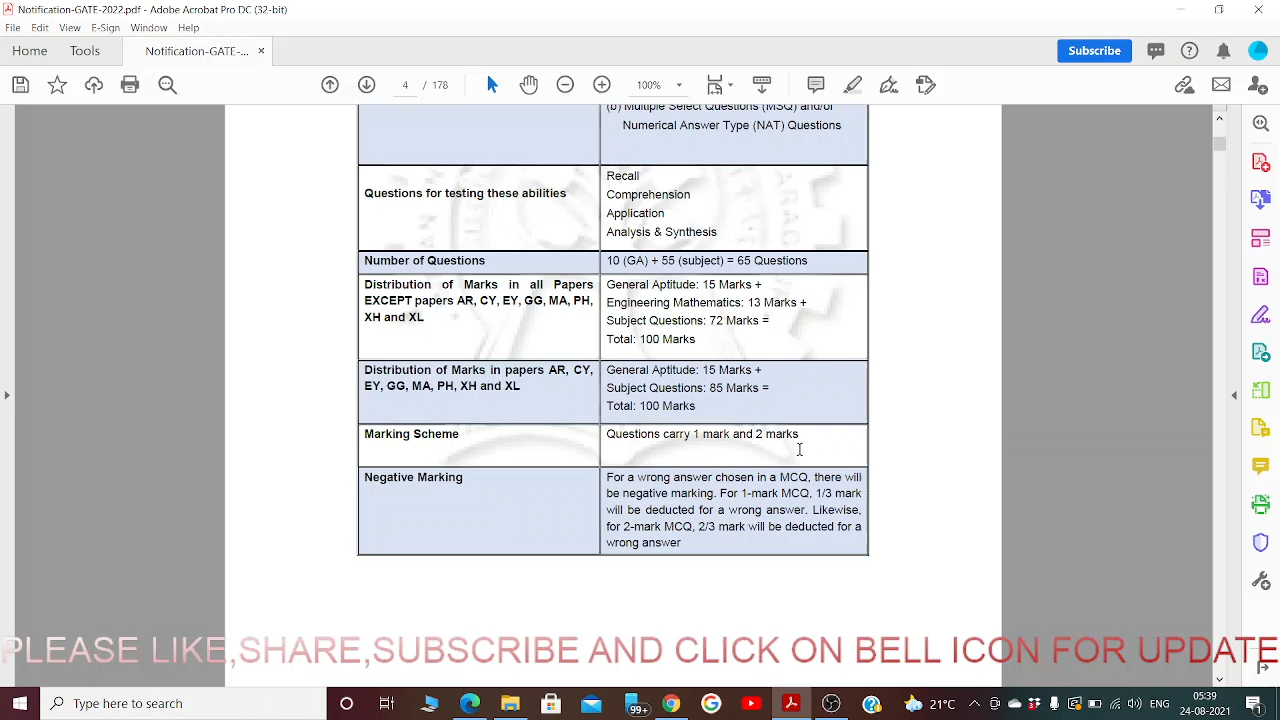 Notification-GATE-2022.pdf - Adobe Acrobat Pro DC (32-bit)
File Edit View E-Sign Window Help
Home Tools Notification-GATE-... × Subscribe
4 / 178 100%
(b) Multiple Select Questions (MSQ) and/or
Numerical Answer Type (NAT) Questions
Questions for testing these abilities
Recall
Comprehension
Application
Analysis & Synthesis
Number of Questions
10 (GA) + 55 (subject) = 65 Questions
Distribution of Marks in all Papers
EXCEPT papers AR, CY, EY, GG, MA, PH,
XH and XL
General Aptitude: 15 Marks +
Engineering Mathematics: 13 Marks +
Subject Questions: 72 Marks =
Total: 100 Marks
Distribution of Marks in papers AR, CY,
EY, GG, MA, PH, XH and XL
General Aptitude: 15 Marks +
Subject Questions: 85 Marks =
Total: 100 Marks
Marking Scheme
Questions carry 1 mark and 2 marks
Negative Marking
For a wrong answer chosen in a MCQ, there will
be negative marking. For 1-mark MCQ, 1/3 mark
will be deducted for a wrong answer. Likewise,
for 2-mark MCQ, 2/3 mark will be deducted for a
wrong answer
PLEASE LIKE,SHARE,SUBSCRIBE AND CLICK ON BELL ICON FOR UPDATE
Type here to search
99+
21°C
ENG
05:39
24-08-2021